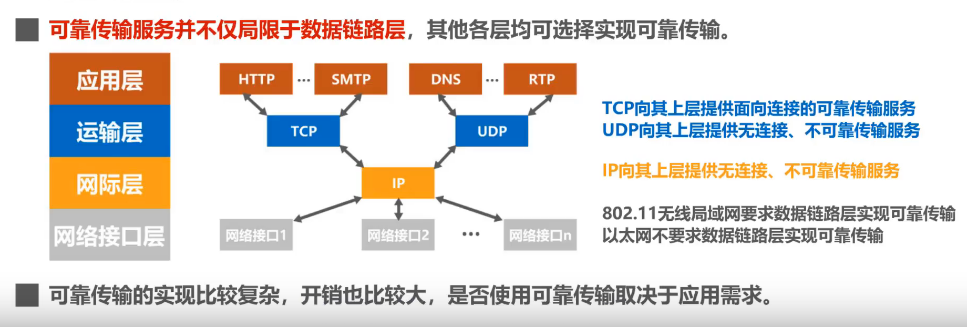 可靠传输服务并不仅局限于数据链路层，其他各层均可选择实现可靠传输。
应用层
HTTP ··· SMTP DNS ··· RTP
运输层
TCP UDP
TCP向其上层提供面向连接的可靠传输服务
UDP向其上层提供无连接、不可靠传输服务
网际层
IP
IP向其上层提供无连接、不可靠传输服务
网络接口层
网络接口1 网络接口2 ··· 网络接口n
802.11无线局域网要求数据链路层实现可靠传输
以太网不要求数据链路层实现可靠传输
可靠传输的实现比较复杂，开销也比较大，是否使用可靠传输取决于应用需求。